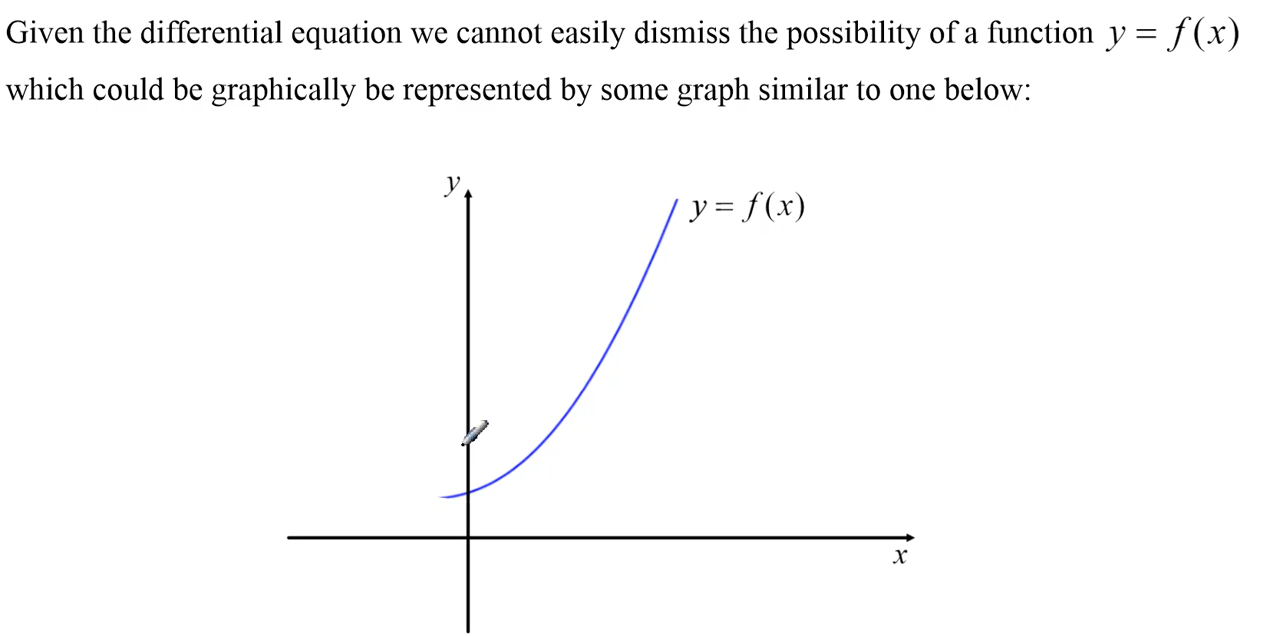 Given the differential equation we cannot easily dismiss the possibility of a function y = f(x)
which could be graphically be represented by some graph similar to one below:
y
y = f(x)
x